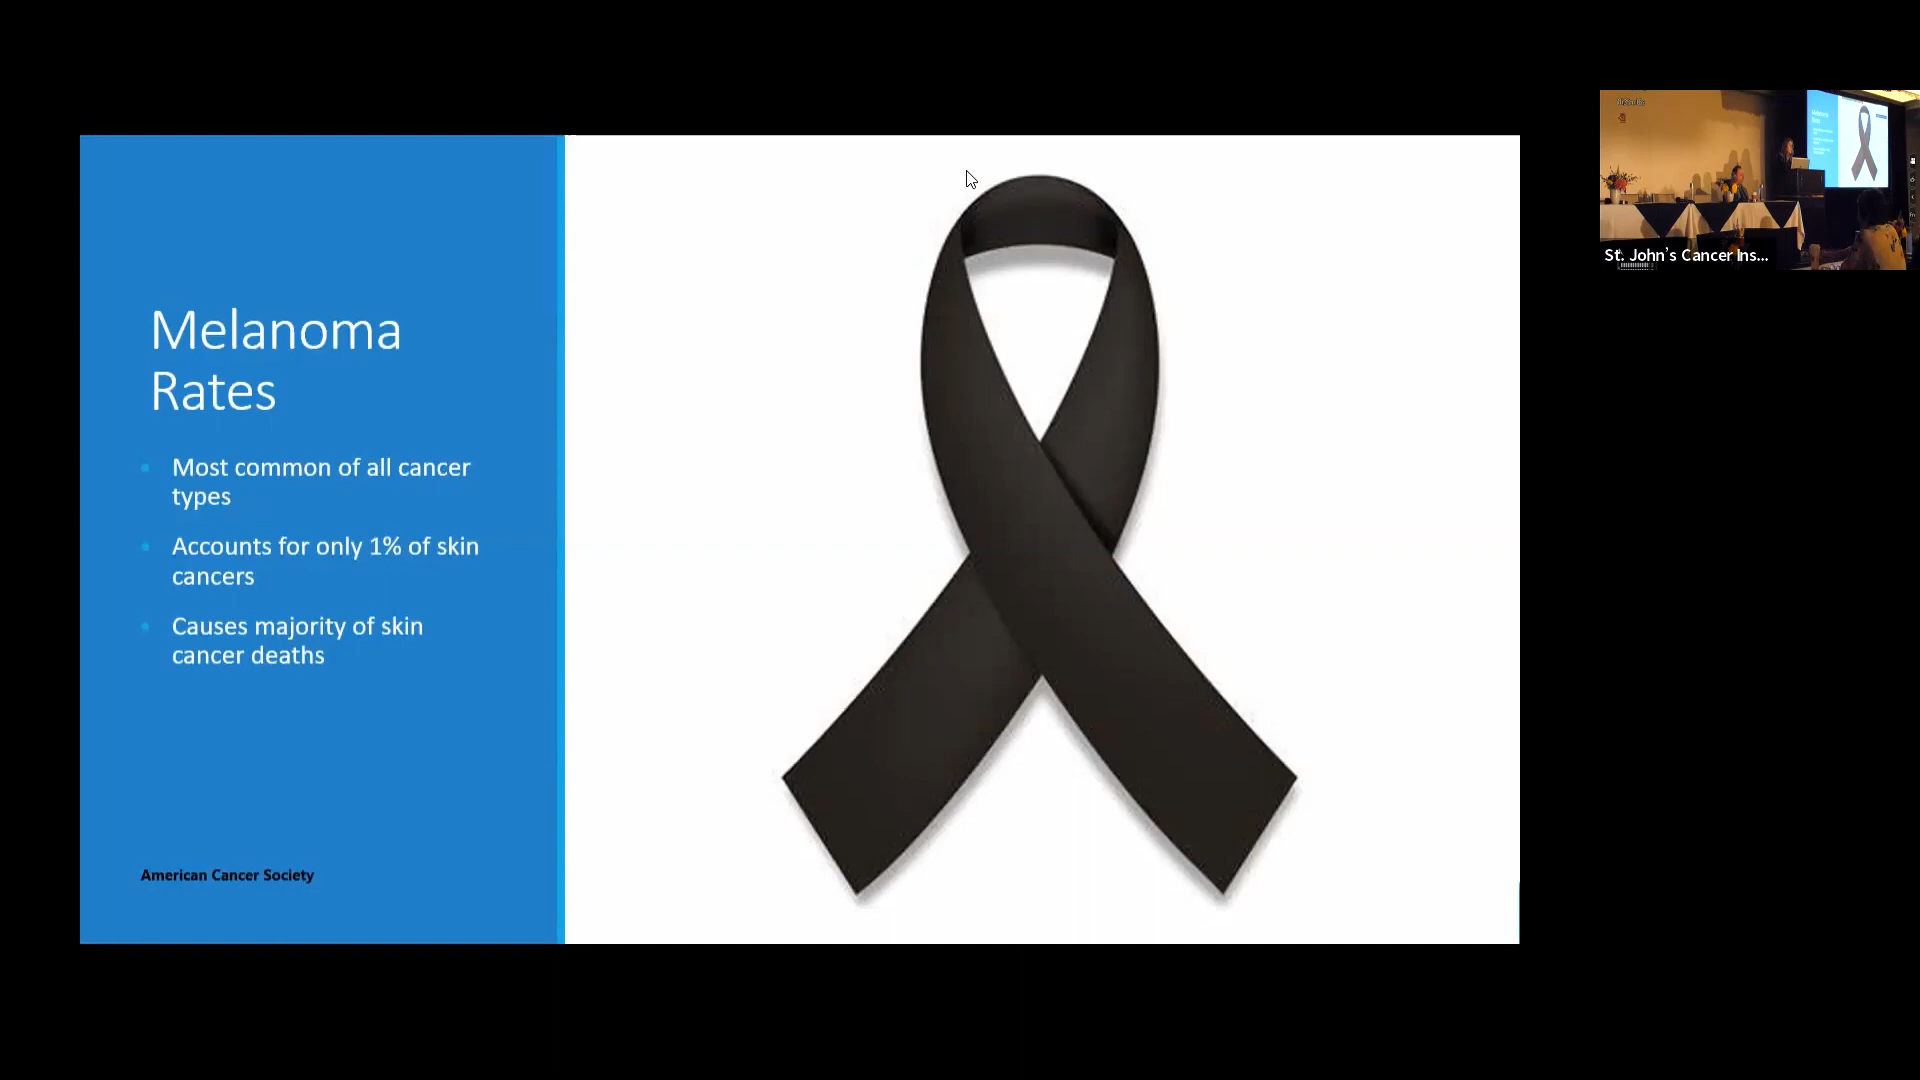 Melanoma
Rates
Most common of all cancer
types
Accounts for only 1% of skin
cancers
Causes majority of skin
cancer deaths
American Cancer Society
St. John's Cancer Ins...